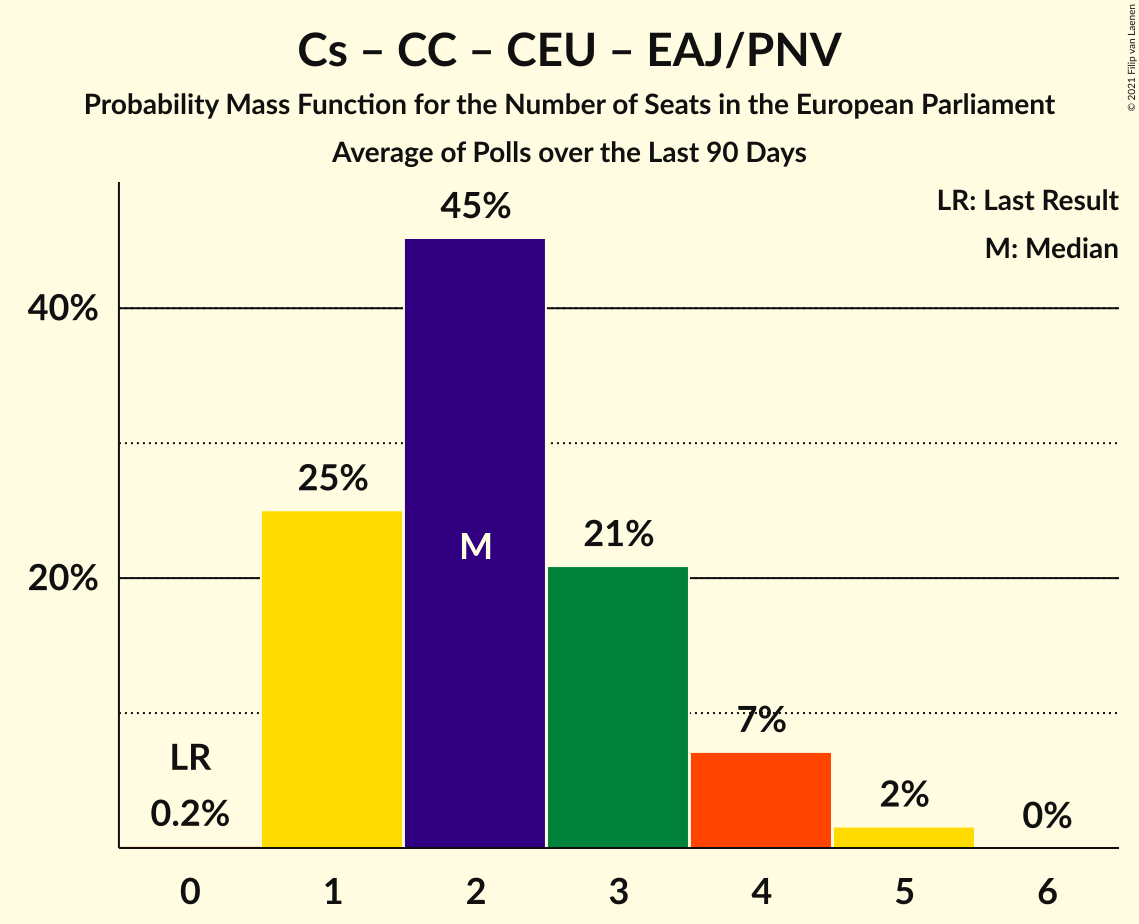 Cs – CC – CEU – EAJ/PNV
Probability Mass Function for the Number of Seats in the European Parliament
Average of Polls over the Last 90 Days
© 2021 Filip van Laenen
LR: Last Result
M: Median
45%
40%
25%
M
21%
20%
7%
LR
0.2%
2%
0%
0 1 2 3 4 5 6